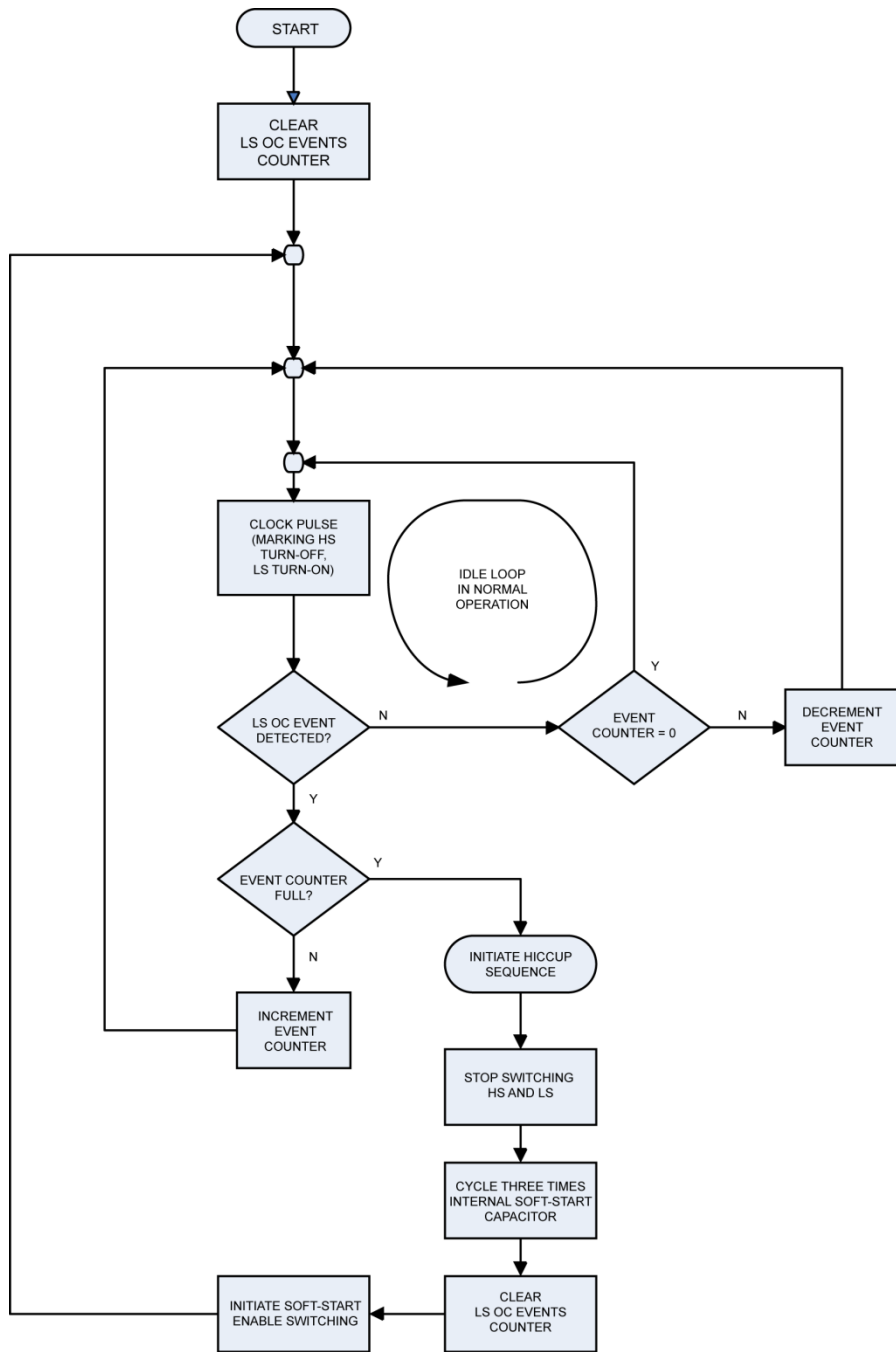 START
CLEAR
LS OC EVENTS
COUNTER
CLOCK PULSE
(MARKING HS
TURN-OFF,
LS TURN-ON)
IDLE LOOP
IN NORMAL
OPERATION
LS OC EVENT
DETECTED?
N
Y
EVENT
COUNTER = 0
Y
N
DECREMENT
EVENT
COUNTER
EVENT COUNTER
FULL?
Y
N
INITIATE HICCUP
SEQUENCE
INCREMENT
EVENT
COUNTER
STOP SWITCHING
HS AND LS
CYCLE THREE TIMES
INTERNAL SOFT-START
CAPACITOR
INITIATE SOFT-START
ENABLE SWITCHING
CLEAR
LS OC EVENTS
COUNTER